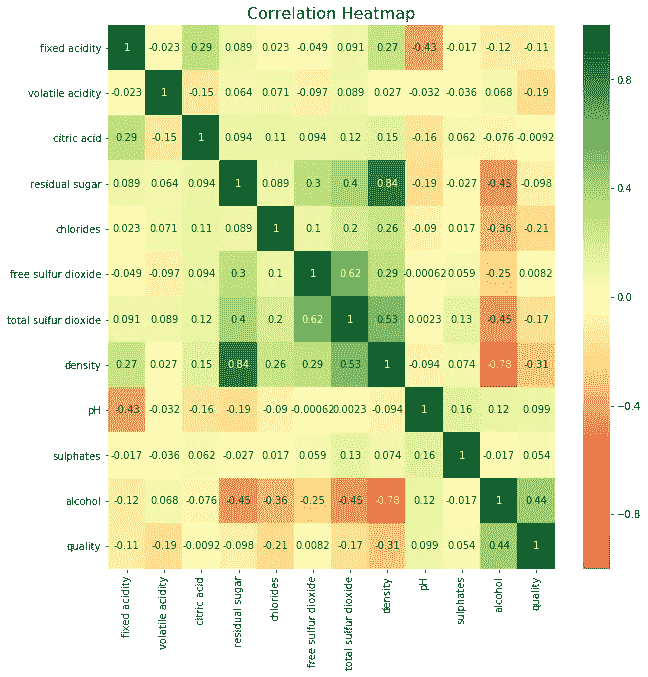 Correlation Heatmap
fixed acidity 1 -0.023 0.29 0.089 0.023 -0.049 0.091 0.27 -0.43 -0.017 -0.12 -0.11
volatile acidity -0.023 1 -0.15 0.064 0.071 -0.097 0.089 0.027 -0.032 -0.036 0.068 -0.19
citric acid 0.29 -0.15 1 0.094 0.11 0.094 0.12 0.15 -0.16 0.062 -0.076 -0.0092
residual sugar 0.089 0.064 0.094 1 0.089 0.3 0.4 0.84 -0.19 -0.027 -0.45 -0.098
chlorides 0.023 0.071 0.11 0.089 1 0.1 0.2 0.26 -0.09 0.017 -0.36 -0.21
free sulfur dioxide -0.049 -0.097 0.094 0.3 0.1 1 0.62 0.29 -0.00062 0.059 -0.25 0.0082
total sulfur dioxide 0.091 0.089 0.12 0.4 0.2 0.62 1 0.53 0.0023 0.13 -0.45 -0.17
density 0.27 0.027 0.15 0.84 0.26 0.29 0.53 1 -0.094 0.074 -0.78 -0.31
pH -0.43 -0.032 -0.16 -0.19 -0.09 -0.00062 0.0023 -0.094 1 0.16 0.12 0.099
sulphates -0.017 -0.036 0.062 -0.027 0.017 0.059 0.13 0.074 0.16 1 -0.017 0.054
alcohol -0.12 0.068 -0.076 -0.45 -0.36 -0.25 -0.45 -0.78 0.12 -0.017 1 0.44
quality -0.11 -0.19 -0.0092 -0.098 -0.21 0.0082 -0.17 -0.31 0.099 0.054 0.44 1
fixed acidity
volatile acidity
citric acid
residual sugar
chlorides
free sulfur dioxide
total sulfur dioxide
density
pH
sulphates
alcohol
quality
0.8
0.4
0.0
-0.4
-0.8